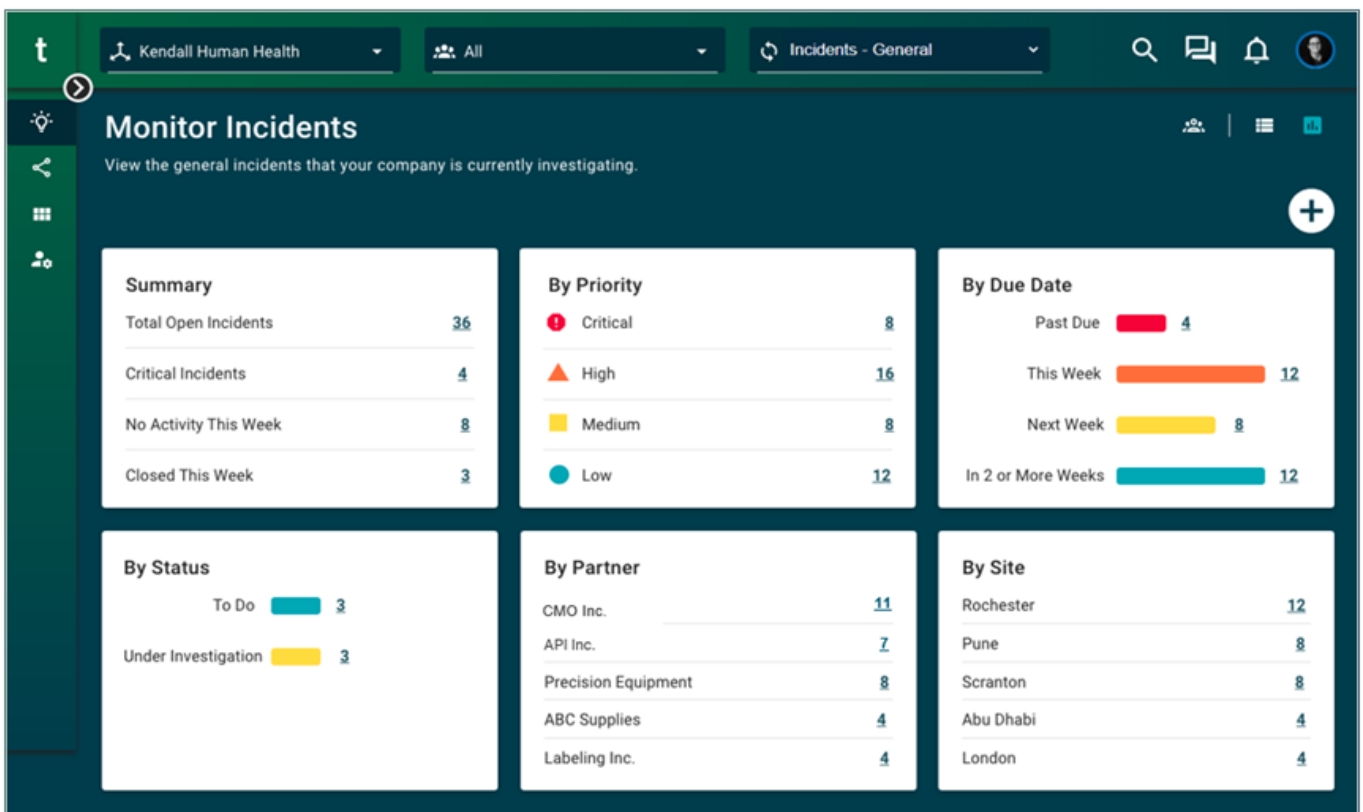 t
Kendall Human Health
All
Incidents - General
Monitor Incidents
View the general incidents that your company is currently investigating.
Summary
Total Open Incidents 36
Critical Incidents 4
No Activity This Week 8
Closed This Week 3
By Priority
Critical 8
High 16
Medium 8
Low 12
By Due Date
Past Due 4
This Week 12
Next Week 8
In 2 or More Weeks 12
By Status
To Do 3
Under Investigation 3
By Partner
CMO Inc. 11
API Inc. 7
Precision Equipment 8
ABC Supplies 4
Labeling Inc. 4
By Site
Rochester 12
Pune 8
Scranton 8
Abu Dhabi 4
London 4